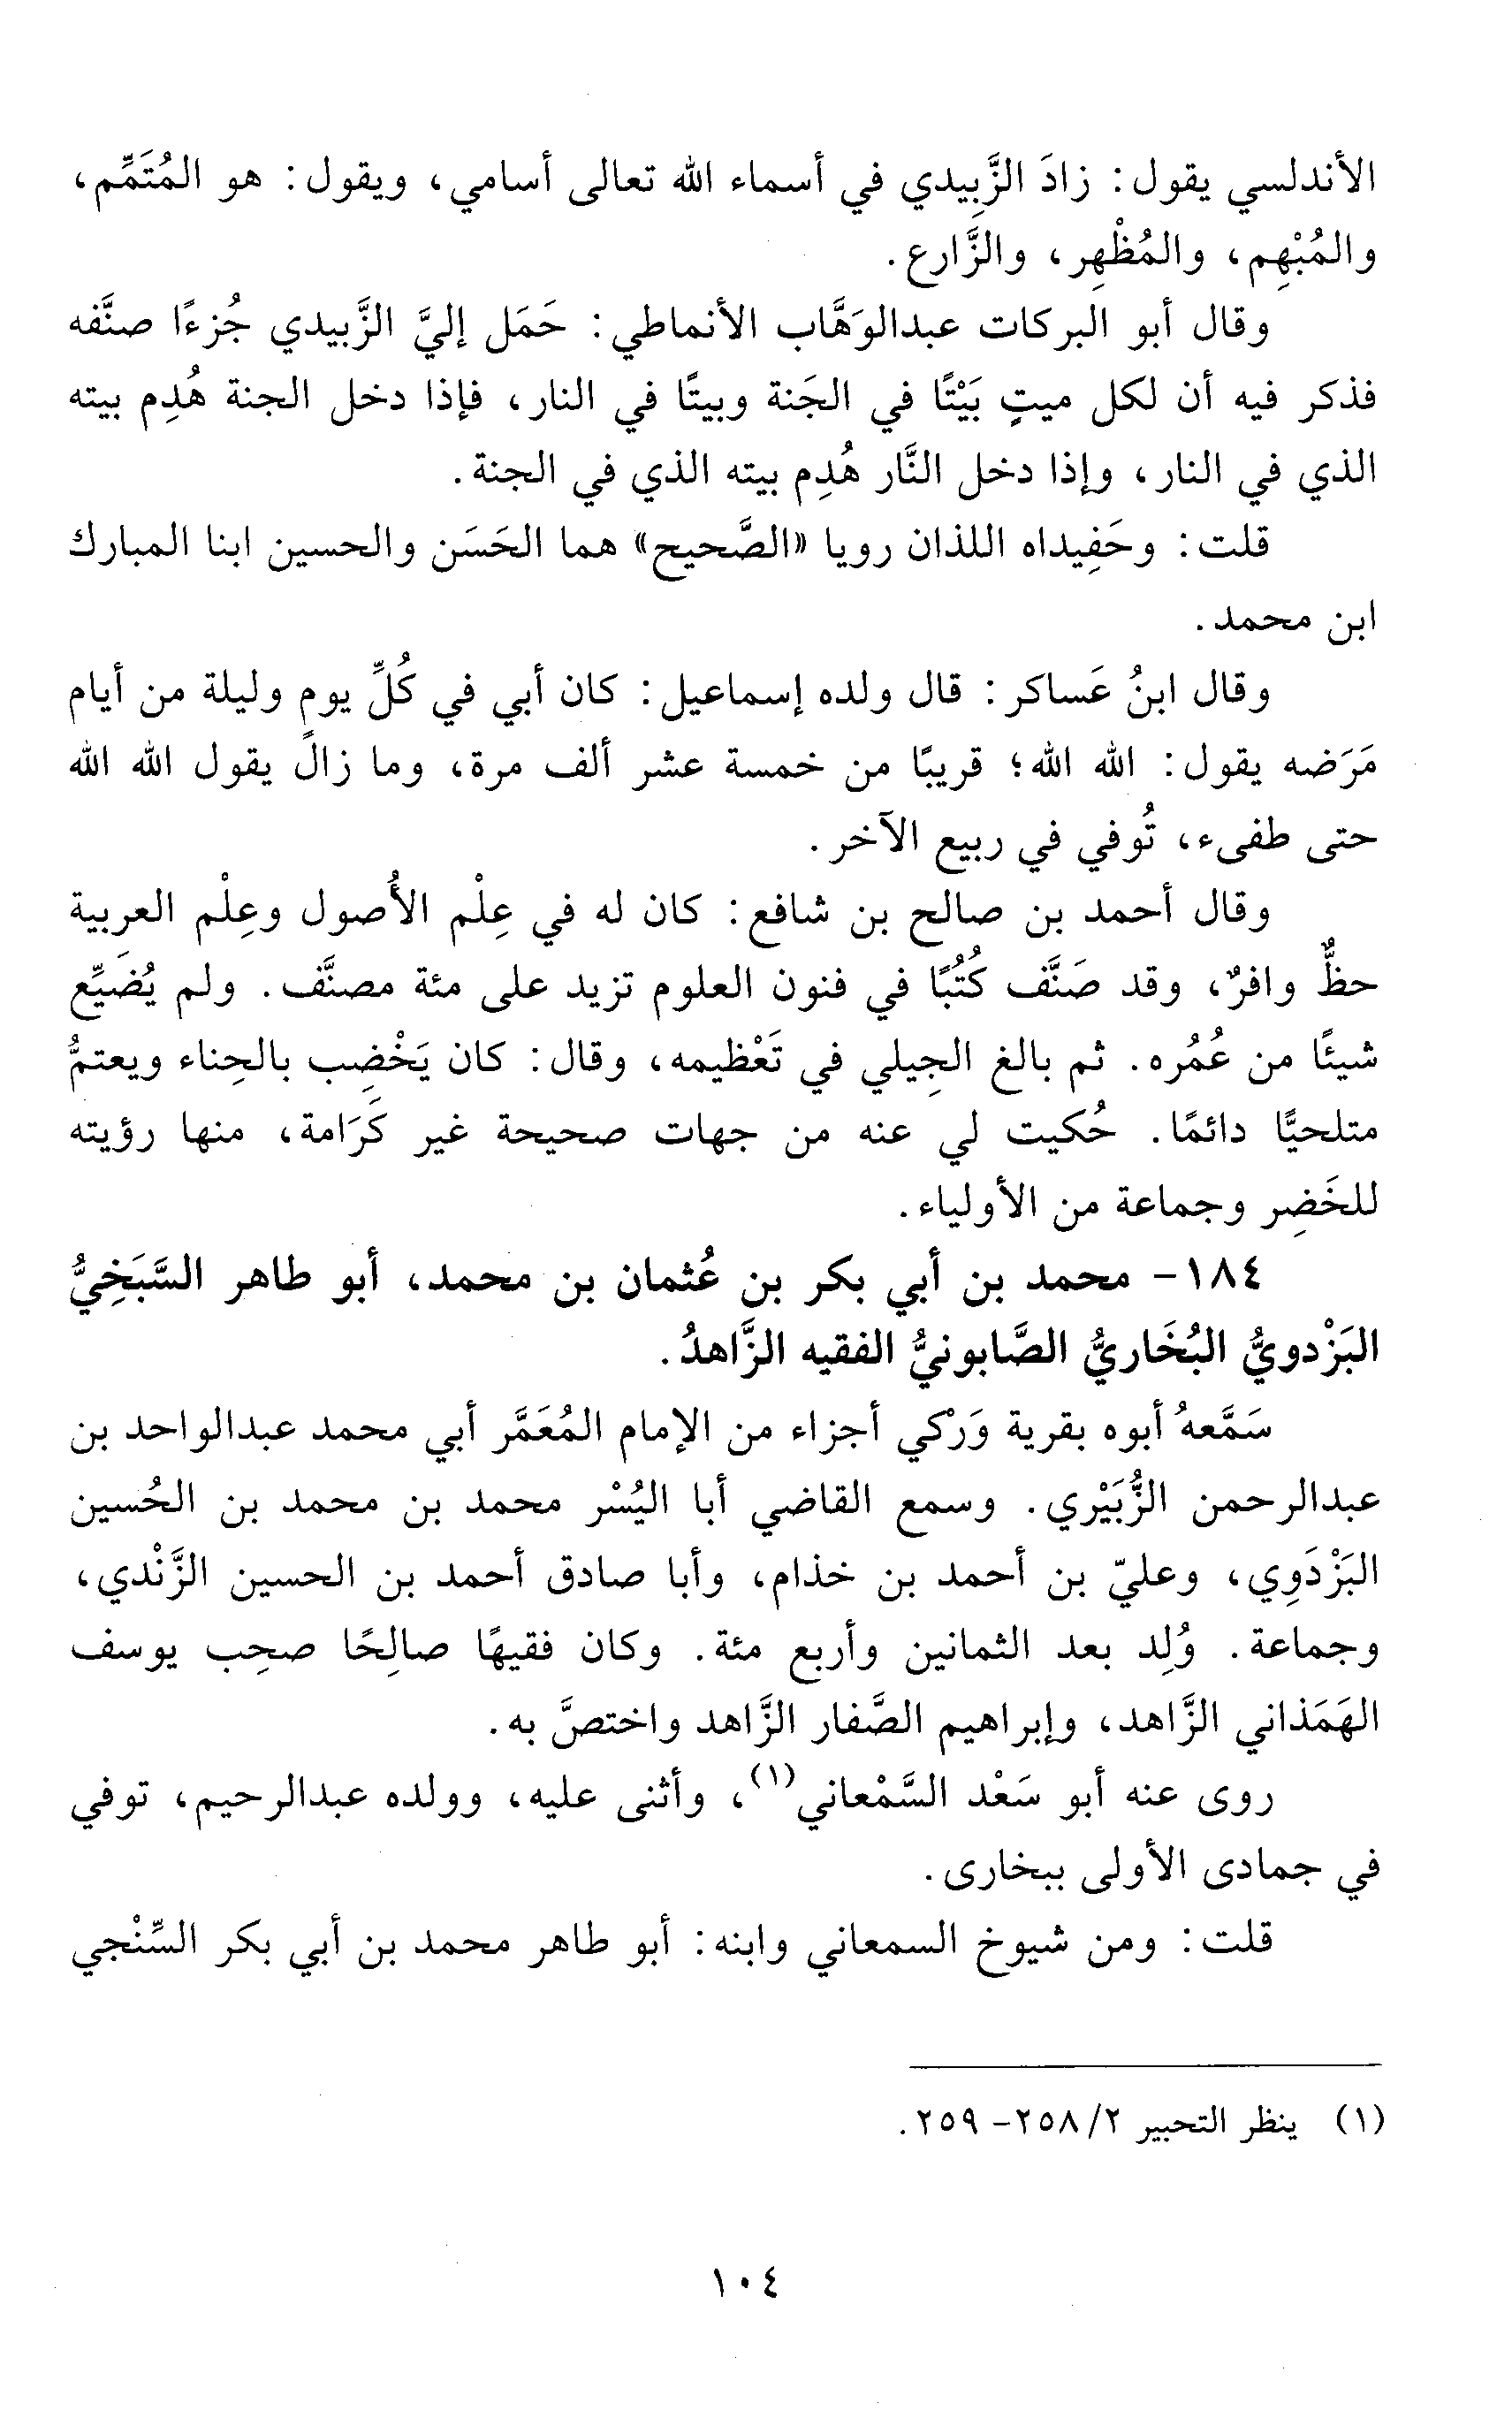 الأندلسي يقول: زادَ الزَّبِيدي في أسماء الله تعالى أسامي، ويقول: هو المُتَمِّم،
والمُبْهِم، والمُظْهِر، والزَّارع.
وقال أبو البركات عبدالوَهَّاب الأنماطي: حَمَل إليَّ الزَّبيدي جُزءًا صنَّفه
فذكر فيه أن لكل ميتٍ بَيْتًا في الجَنة وبيتًا في النار، فإذا دخل الجنة هُدِم بيته
الذي في النار، وإذا دخل النَّار هُدِم بيته الذي في الجنة.
قلت: وحَفِيداه اللذان رويا «الصَّحيح» هما الحَسَن والحسين ابنا المبارك
ابن محمد.
وقال ابنُ عَساكر: قال ولده إسماعيل: كان أبي في كُلِّ يوم وليلة من أيام
مَرَضه يقول: الله الله؛ قريبًا من خمسة عشر ألف مرة، وما زالَ يقول الله الله
حتى طفىء، تُوفي في ربيع الآخر.
وقال أحمد بن صالح بن شافع: كان له في عِلْم الأُصول وعِلْم العربية
حظٌّ وافرٌ، وقد صَنَّف كُتُبًا في فنون العلوم تزيد على مئة مصنَّف. ولم يُضَيِّع
شيئًا من عُمُره. ثم بالغ الجِيلي في تَعْظيمه، وقال: كان يَخْضِب بالحِناء ويعتمُّ
متلحيًّا دائمًا. حُكيت لي عنه من جهات صحيحة غير كَرَامة، منها رؤيته
للخَضِر وجماعة من الأولياء.
١٨٤- محمد بن أبي بكر بن عُثمان بن محمد، أبو طاهر السَّبَخِيُّ
البَزْدويُّ البُخَاريُّ الصَّابونيُّ الفقيه الزَّاهدُ.
سَمَّعهُ أبوه بقرية وَرْكي أجزاء من الإمام المُعَمَّر أبي محمد عبدالواحد بن
عبدالرحمن الزُّبَيْري. وسمع القاضي أبا اليُسْر محمد بن محمد بن الحُسين
البَزْدَوِي، وعليّ بن أحمد بن خذام، وأبا صادق أحمد بن الحسين الزَّنْدي،
وجماعة. وُلِد بعد الثمانين وأربع مئة. وكان فقيهًا صالِحًا صحِب يوسف
الهَمَذاني الزَّاهد، وإبراهيم الصَّفار الزَّاهد واختصَّ به.
روى عنه أبو سَعْد السَّمْعاني(١)، وأثنى عليه، وولده عبدالرحيم، توفي
في جمادى الأولى ببخارى.
قلت: ومن شيوخ السمعاني وابنه: أبو طاهر محمد بن أبي بكر السِّنْجي
(١) ينظر التحبير ٢/ ٢٥٨- ٢٥٩.
١٠٤